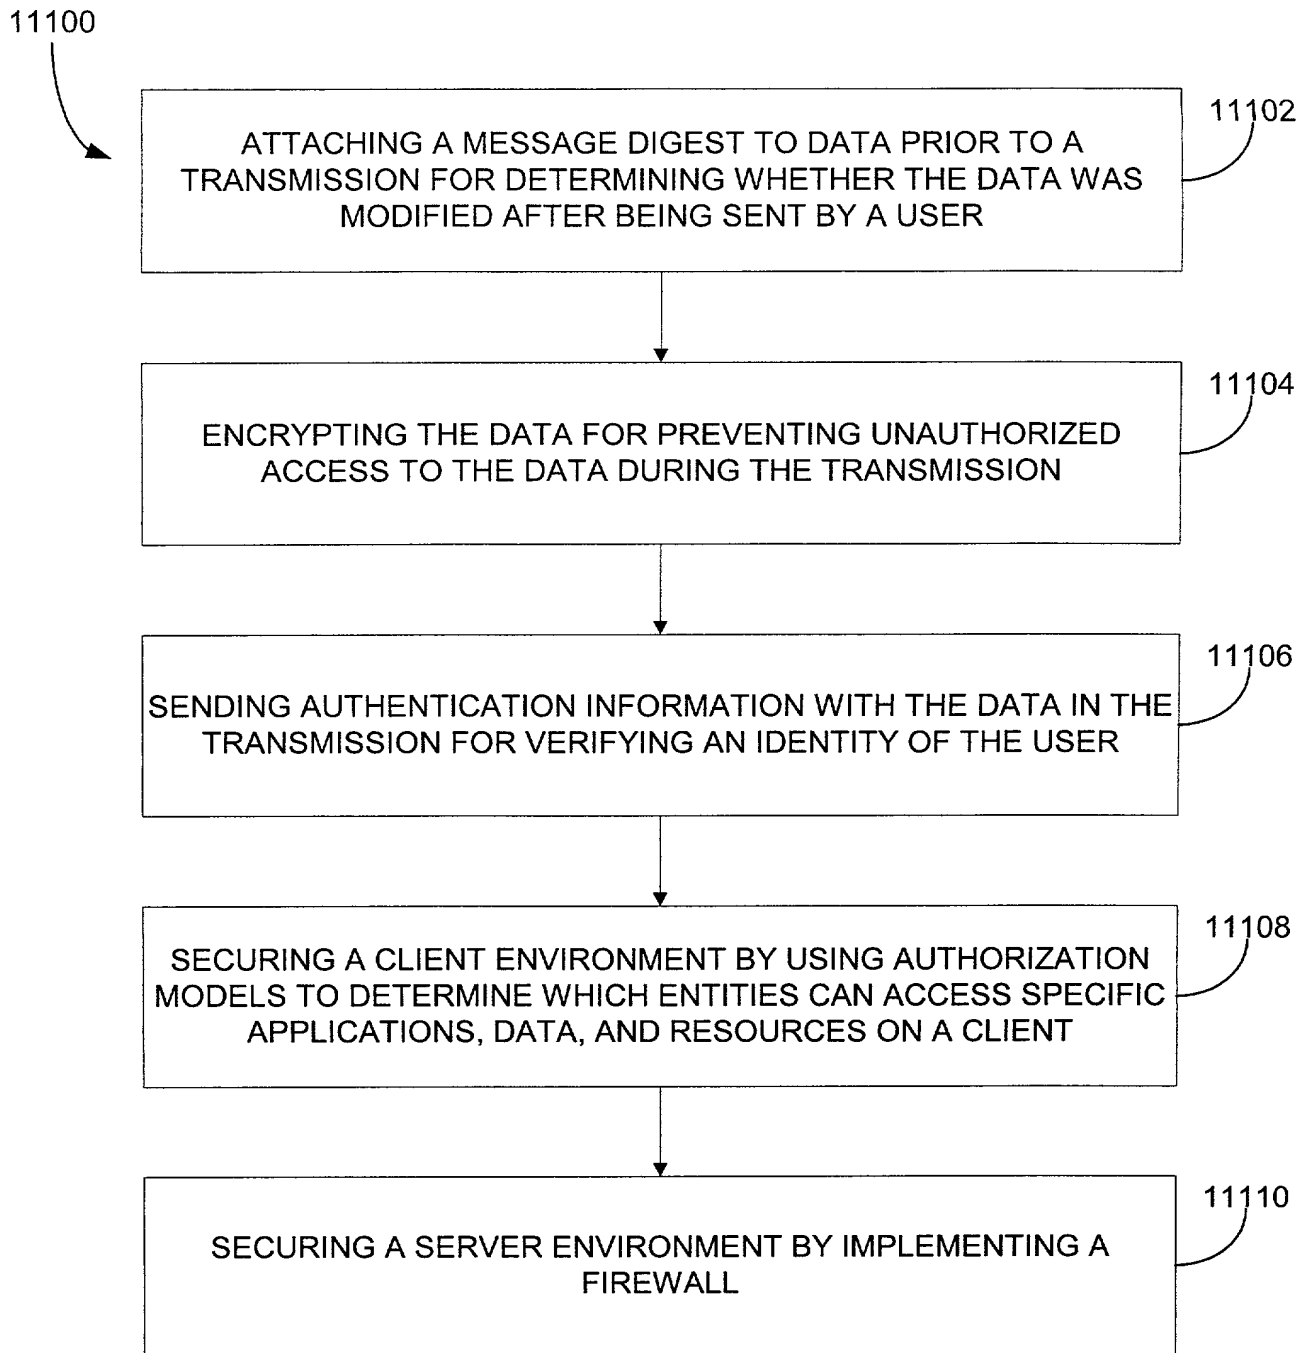 11100
11102
ATTACHING A MESSAGE DIGEST TO DATA PRIOR TO A
TRANSMISSION FOR DETERMINING WHETHER THE DATA WAS
MODIFIED AFTER BEING SENT BY A USER
11104
ENCRYPTING THE DATA FOR PREVENTING UNAUTHORIZED
ACCESS TO THE DATA DURING THE TRANSMISSION
11106
SENDING AUTHENTICATION INFORMATION WITH THE DATA IN THE
TRANSMISSION FOR VERIFYING AN IDENTITY OF THE USER
11108
SECURING A CLIENT ENVIRONMENT BY USING AUTHORIZATION
MODELS TO DETERMINE WHICH ENTITIES CAN ACCESS SPECIFIC
APPLICATIONS, DATA, AND RESOURCES ON A CLIENT
11110
SECURING A SERVER ENVIRONMENT BY IMPLEMENTING A
FIREWALL